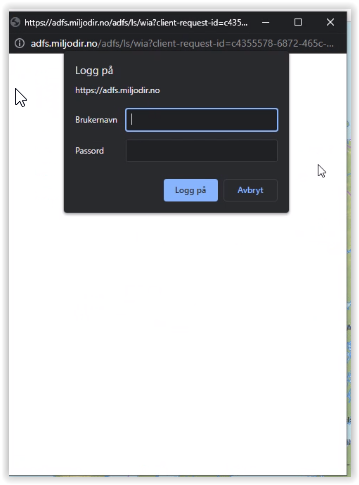 https://adfs.miljodir.no/adfs/ls/wia?client-request-id=c435...
adfs.miljodir.no/adfs/ls/wia?client-request-id=c4355578-6872-465c-...
Logg på
https://adfs.miljodir.no
Brukernavn
Passord
Logg på Avbryt